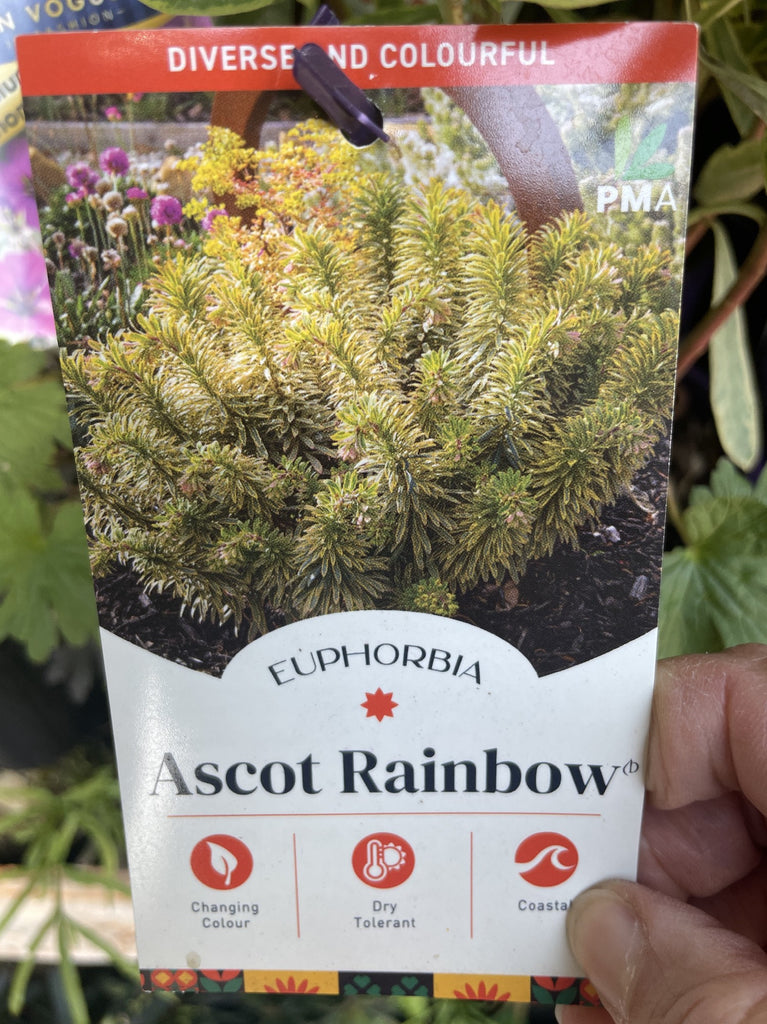 DIVERSE AND COLOURFUL
PMA
EUPHORBIA
Ascot Rainbow
Changing
Colour
Dry
Tolerant
Coastal